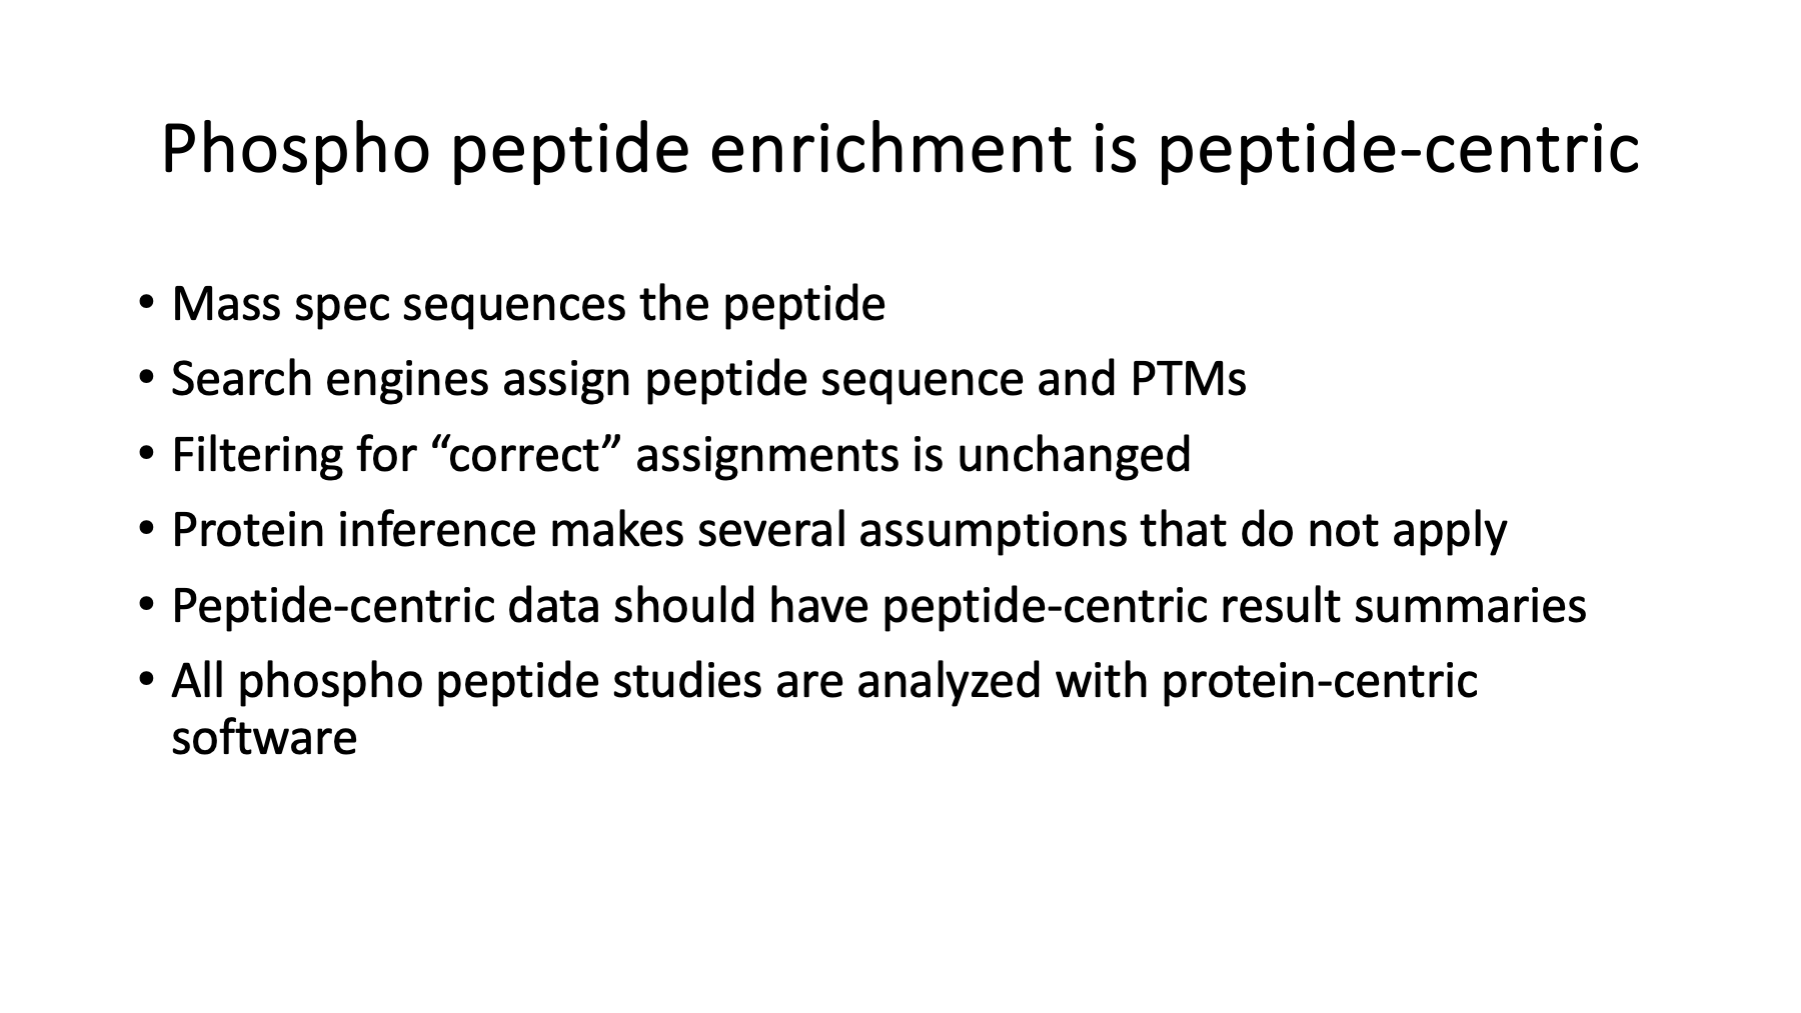 Phospho peptide enrichment is peptide-centric
• Mass spec sequences the peptide
• Search engines assign peptide sequence and PTMs
• Filtering for “correct” assignments is unchanged
• Protein inference makes several assumptions that do not apply
• Peptide-centric data should have peptide-centric result summaries
• All phospho peptide studies are analyzed with protein-centric
software